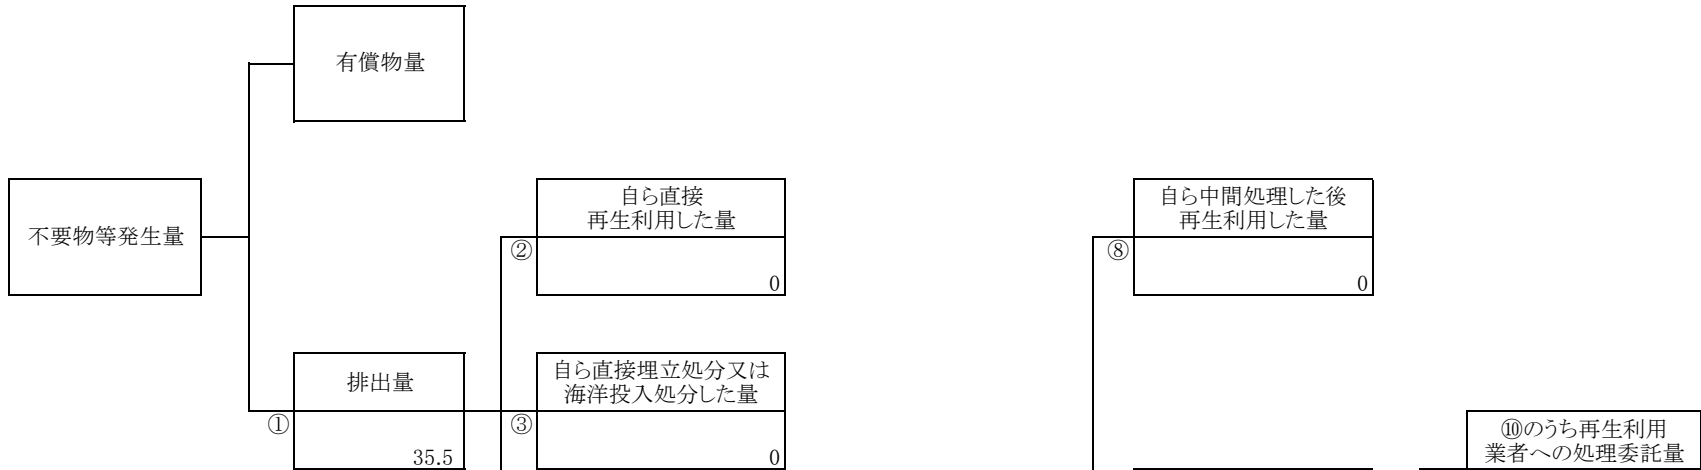 有償物量
不要物等発生量
自ら直接
再生利用した量
②
0
自ら中間処理した後
再生利用した量
⑧
0
排出量
①
35.5
自ら直接埋立処分又は
海洋投入処分した量
③
0
⑩のうち再生利用
業者への処理委託量